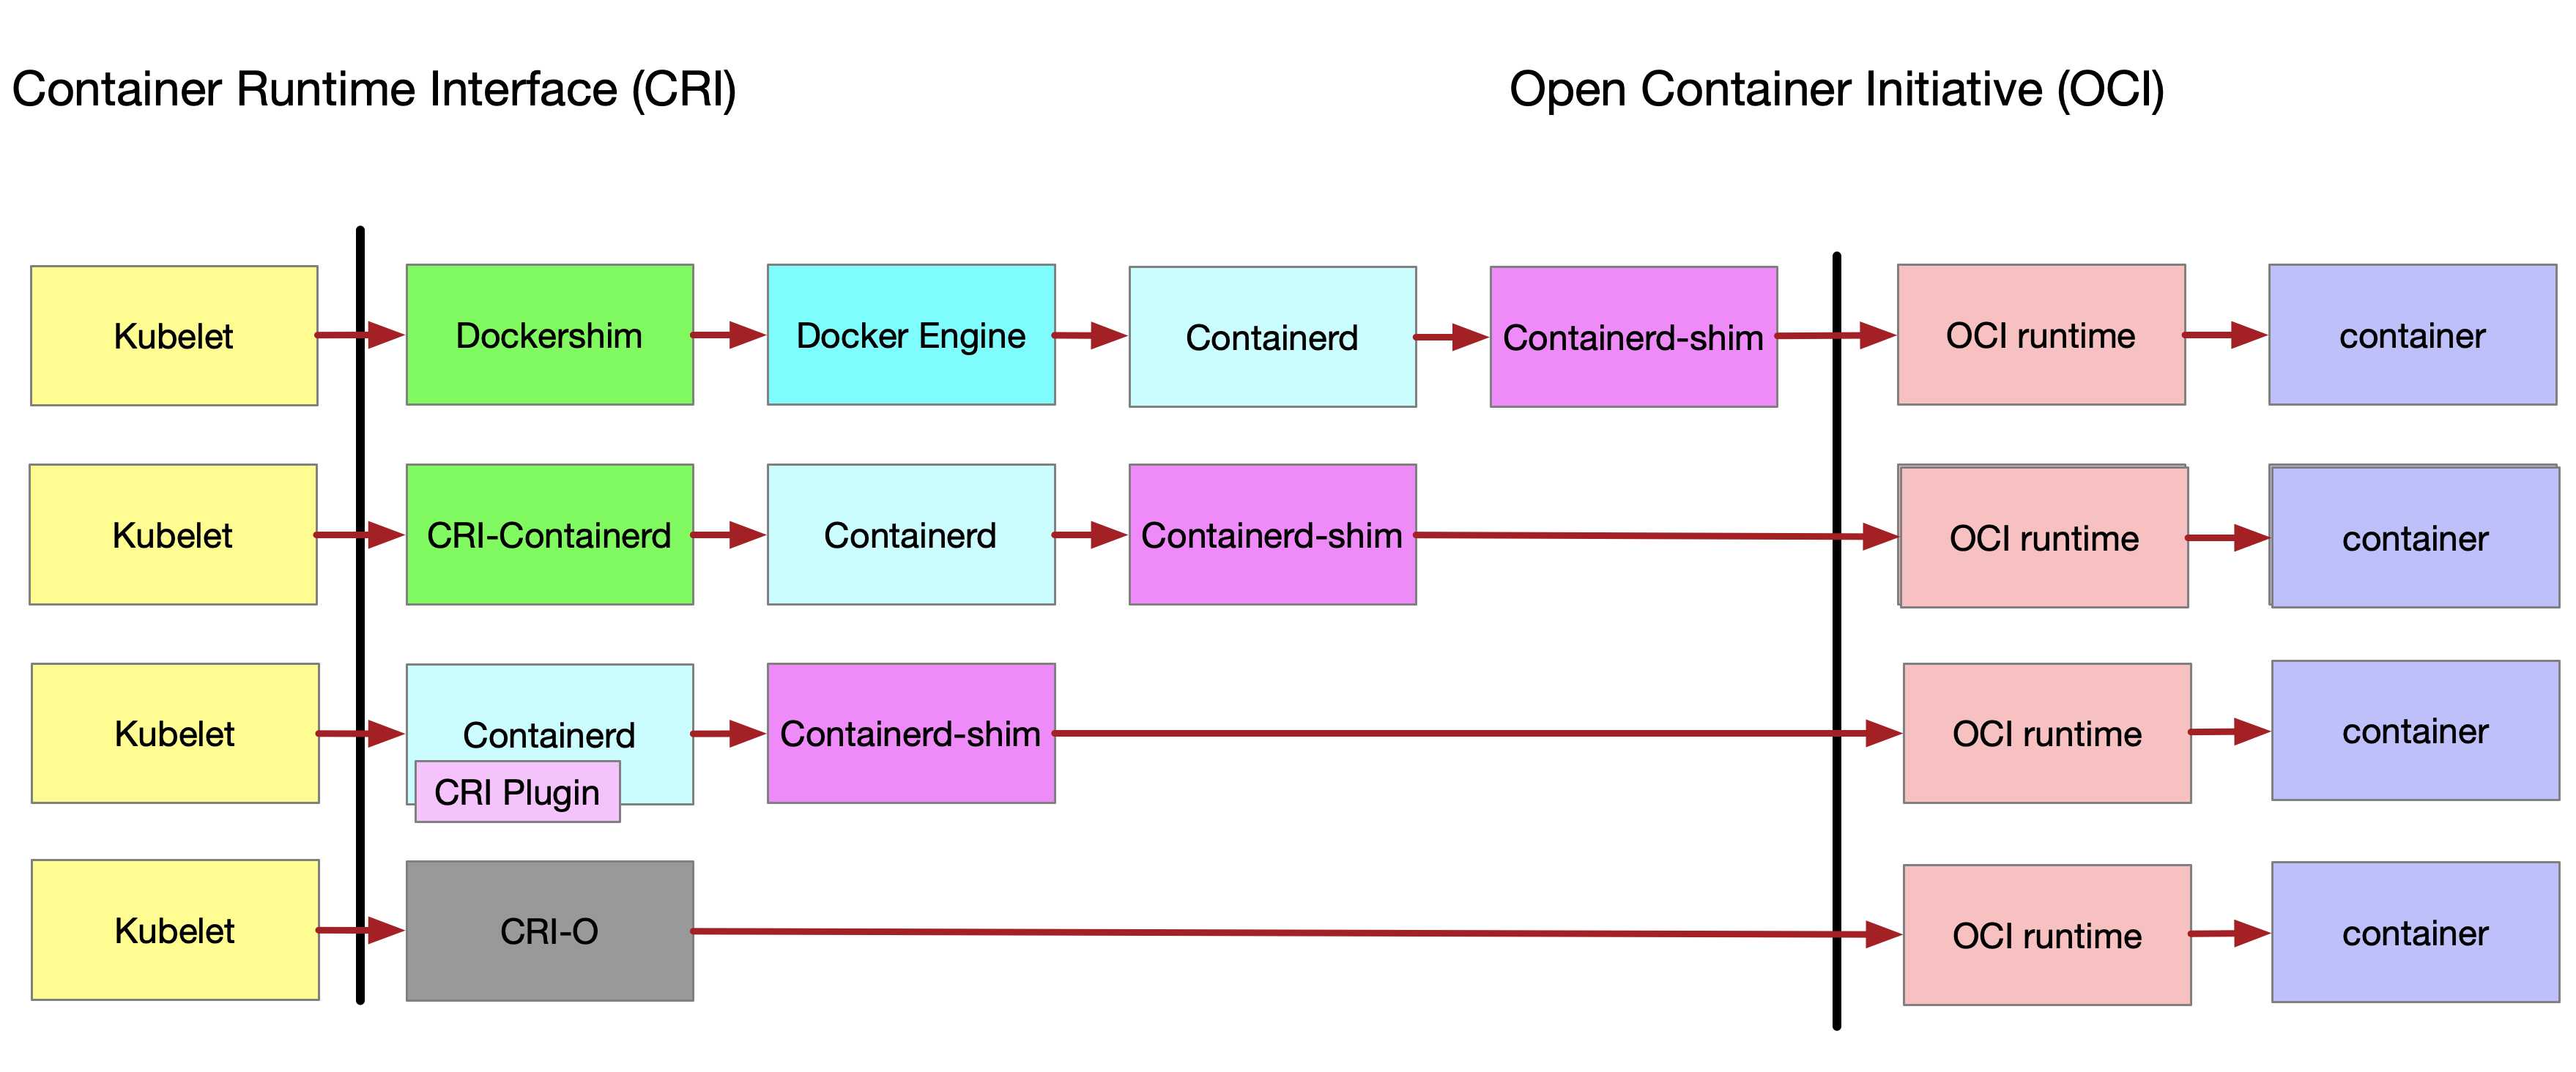 Container Runtime Interface (CRI)
Open Container Initiative (OCI)
Kubelet
Dockershim
Docker Engine
Containerd
Containerd-shim
OCI runtime
container
Kubelet
CRI-Containerd
Containerd
Containerd-shim
OCI runtime
container
Kubelet
Containerd
CRI Plugin
Containerd-shim
OCI runtime
container
Kubelet
CRI-O
OCI runtime
container